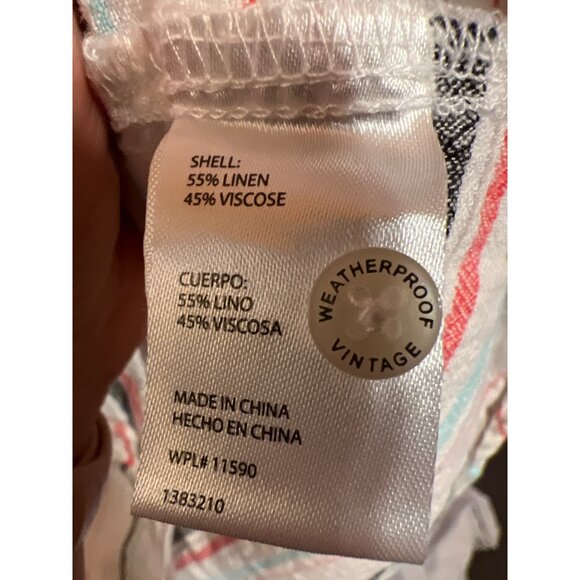 SHELL:
55% LINEN
45% VISCOSE
CUERPO:
55% LINO
45% VISCOSA
WEATHERPROOF
VINTAGE
MADE IN CHINA
HECHO EN CHINA
WPL# 11590
1383210